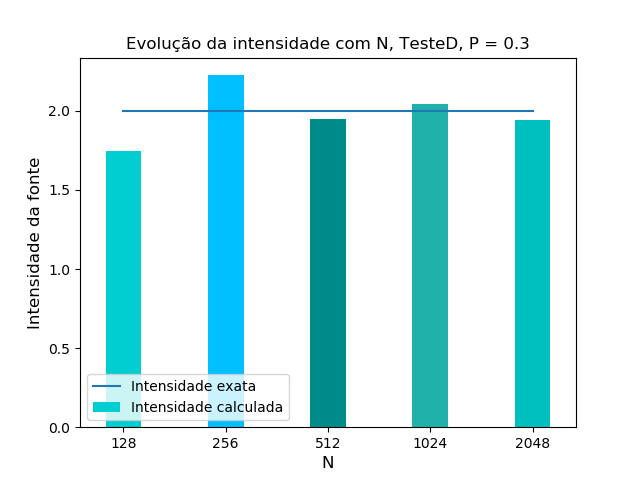 Evolução da intensidade com N, TesteD, P = 0.3
Intensidade da fonte
2.0
1.5
1.0
0.5
0.0
Intensidade exata
Intensidade calculada
128
256
512
1024
2048
N